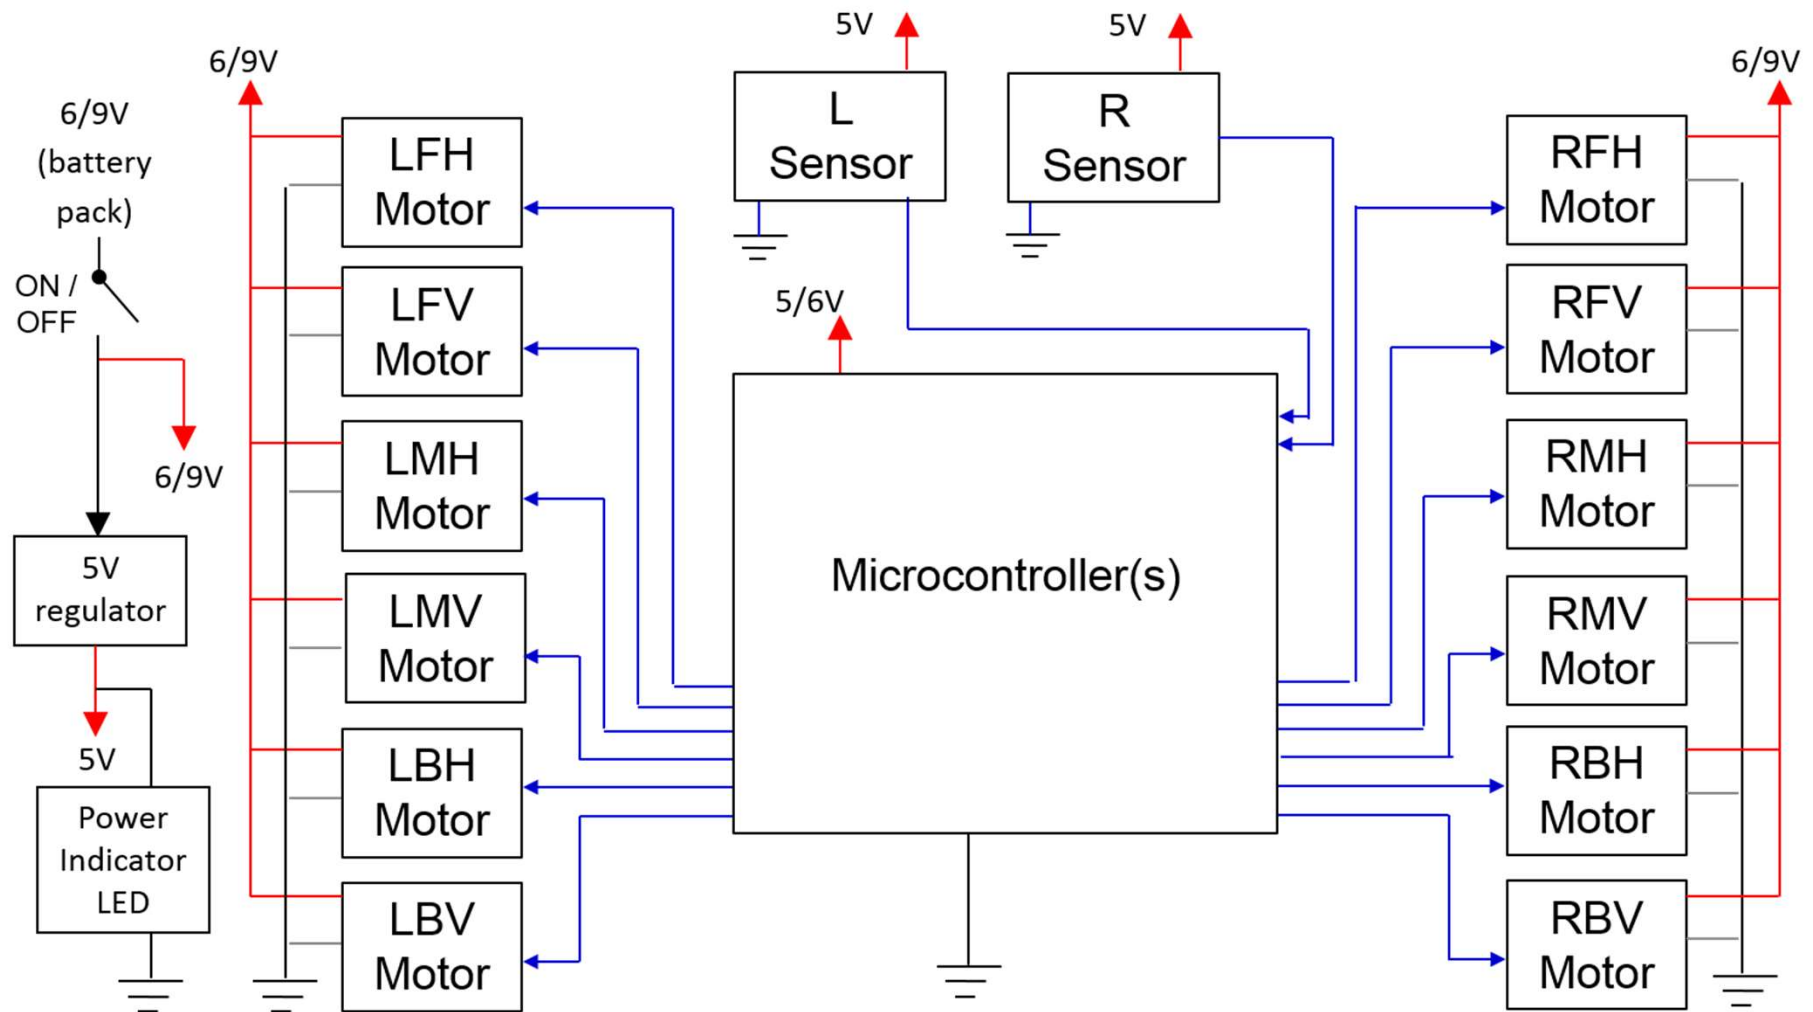 6/9V
(battery
pack)
ON /
OFF
6/9V
5V
regulator
5V
Power
Indicator
LED
6/9V
LFH
Motor
LFV
Motor
LMH
Motor
LMV
Motor
LBH
Motor
LBV
Motor
5V
L
Sensor
5V
R
Sensor
5/6V
Microcontroller(s)
6/9V
RFH
Motor
RFV
Motor
RMH
Motor
RMV
Motor
RBH
Motor
RBV
Motor